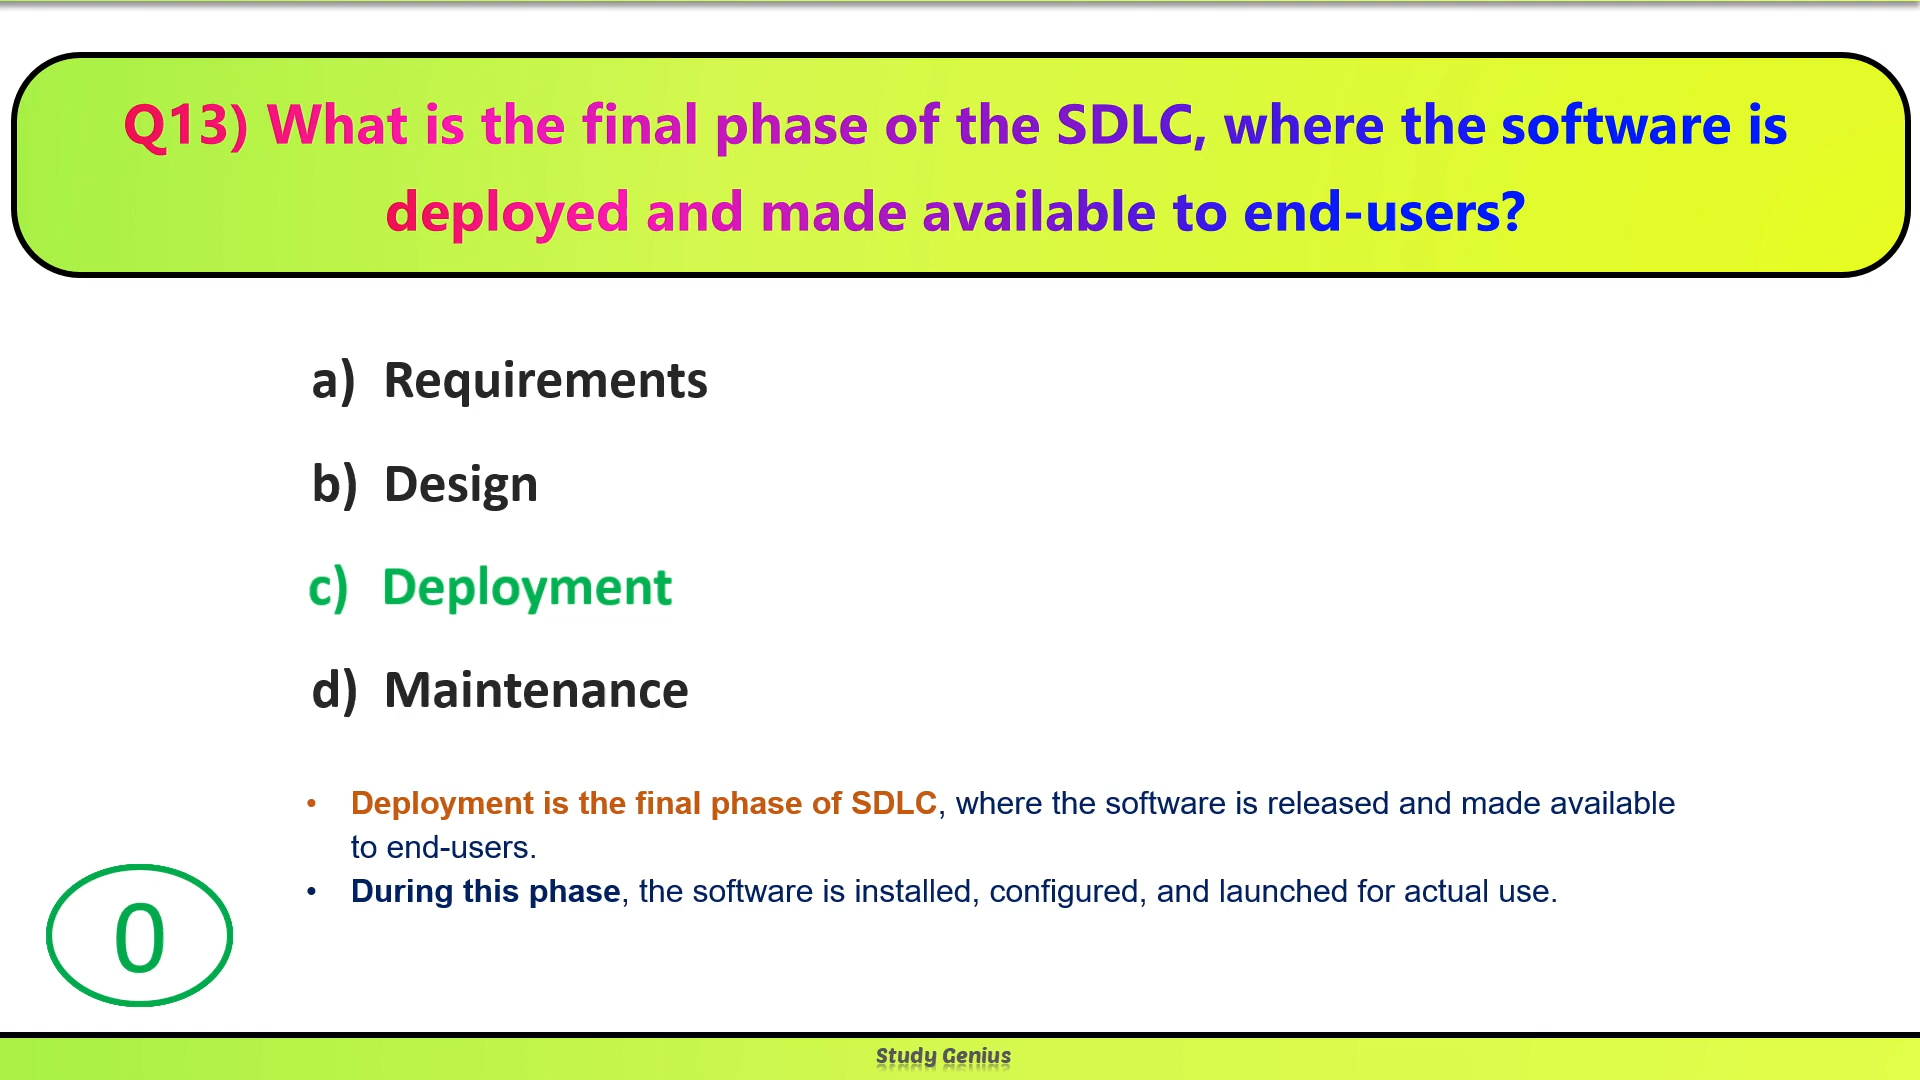 Q13) What is the final phase of the SDLC, where the software is
deployed and made available to end-users?
a) Requirements
b) Design
c) Deployment
d) Maintenance
• Deployment is the final phase of SDLC, where the software is released and made available
to end-users.
• During this phase, the software is installed, configured, and launched for actual use.
0
Study Genius